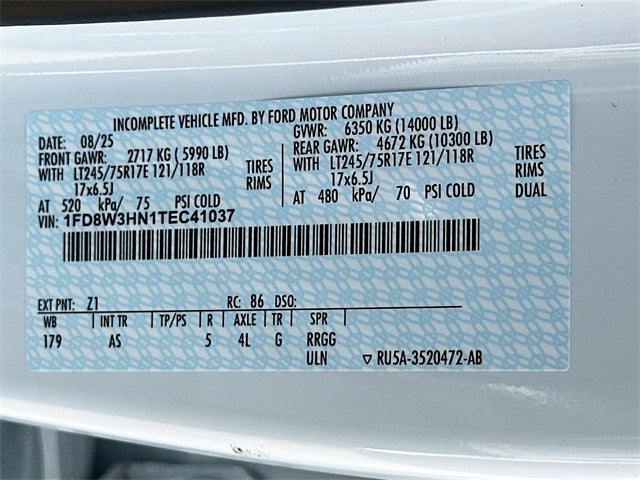 INCOMPLETE VEHICLE MFD. BY FORD MOTOR COMPANY
DATE: 08/25 GVWR: 6350 KG (14000 LB)
FRONT GAWR: 2717 KG ( 5990 LB) REAR GAWR: 4672 KG (10300 LB)
WITH LT245/75R17E 121/118R TIRES WITH LT245/75R17E 121/118R TIRES
17x6.5J RIMS 17x6.5J RIMS
AT 520 kPa/ 75 PSI COLD AT 480 kPa/ 70 PSI COLD DUAL
VIN: 1FD8W3HN1TEC41037
EXT PNT: Z1 RC: 86 DSO:
WB INT TR TP/PS R AXLE TR SPR
179 AS 5 4L G RRGG
ULN ▽ RU5A-3520472-AB